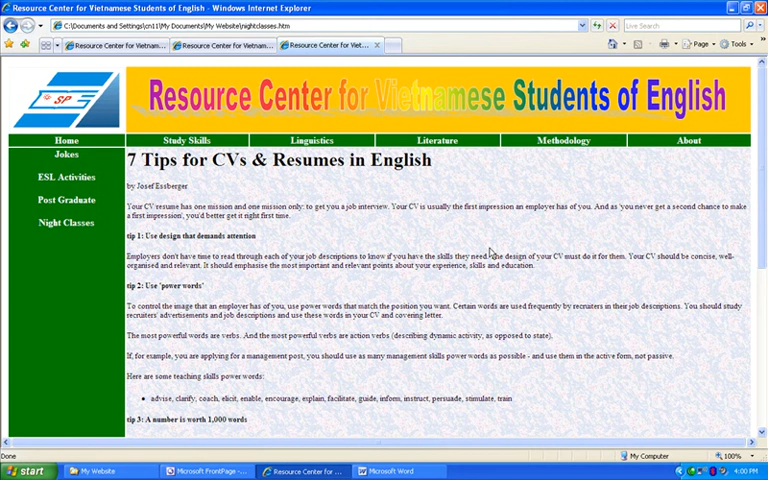 Resource Center for Vietnamese Students of English - Windows Internet Explorer
C:\Documents and Settings\cn11\My Documents\My Website\nightclasses.htm
Live Search
Resource Center for Vietnam...
Resource Center for Vietnam...
Resource Center for Viet...
Page
Tools
SP
Resource Center for Vietnamese Students of English
Home Study Skills Linguistics Literature Methodology About
Jokes
ESL Activities
Post Graduate
Night Classes
7 Tips for CVs & Resumes in English
by Josef Essberger
Your CV resume has one mission and one mission only: to get you a job interview. Your CV is usually the first impression an employer has of you. And as 'you never get a second chance to make
a first impression', you'd better get it right first time.
tip 1: Use design that demands attention
Employers don't have time to read through each of your job descriptions to know if you have the skills they need. The design of your CV must do it for them. Your CV should be concise, well-
organised and relevant. It should emphasise the most important and relevant points about your experience, skills and education.
tip 2: Use 'power words'
To control the image that an employer has of you, use power words that match the position you want. Certain words are used frequently by recruiters in their job descriptions. You should study
recruiters' advertisements and job descriptions and use these words in your CV and covering letter.
The most powerful words are verbs. And the most powerful verbs are action verbs (describing dynamic activity, as opposed to state).
If, for example, you are applying for a management post, you should use as many management skills power words as possible - and use them in the active form, not passive.
Here are some teaching skills power words:
advise, clarify, coach, elicit, enable, encourage, explain, facilitate, guide, inform, instruct, persuade, stimulate, train
tip 3: A number is worth 1,000 words
Done
My Computer
100%
start
My Website
Microsoft FrontPage -...
Resource Center for ...
Microsoft Word
4:00 PM